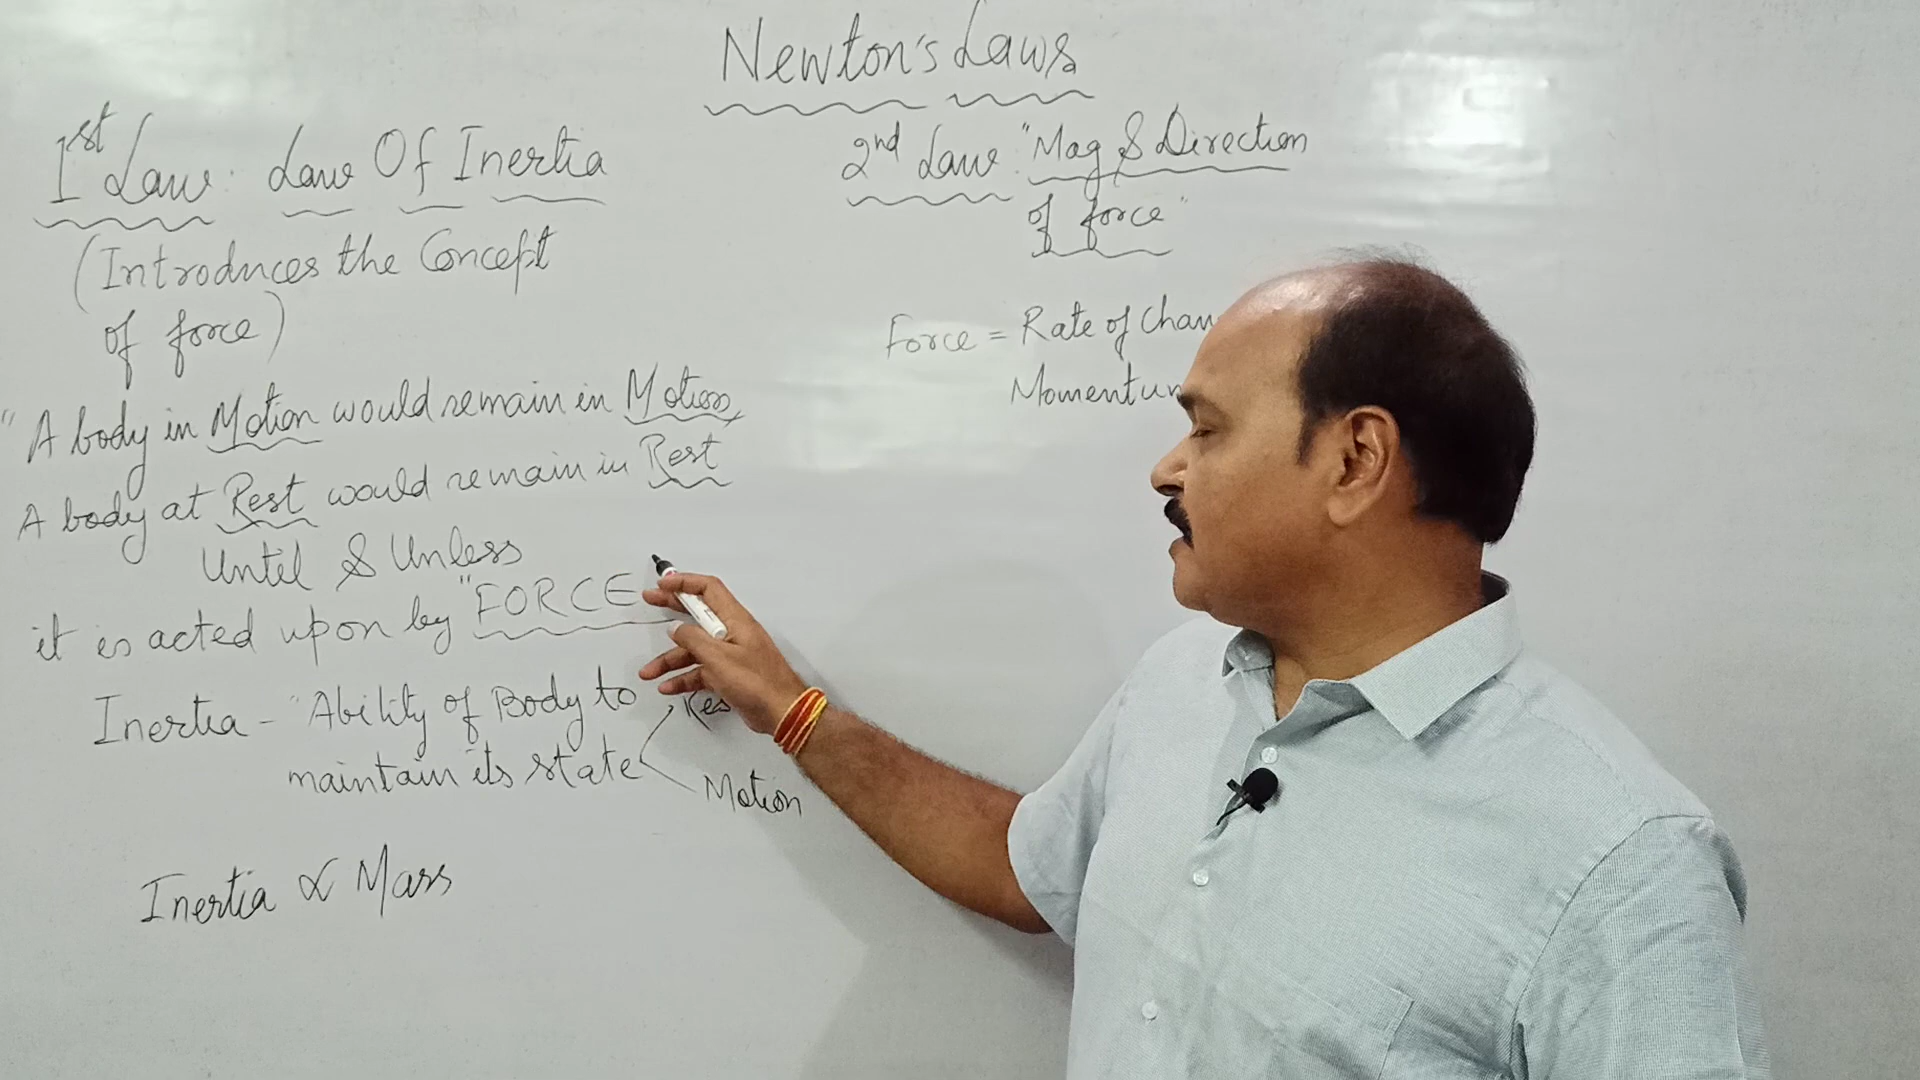 Newton's Laws
1st Law: Law Of Inertia
(Introduces the Concept
of force)
"A body in Motion would remain in Motion,
A body at Rest would remain in Rest
Until & Unless
it is acted upon by "FORCE
Inertia - "Ability of Body to
maintain its state
Motion
Inertia ∝ Mass
2nd Law: "Mag & Direction
of force"
Force = Rate of